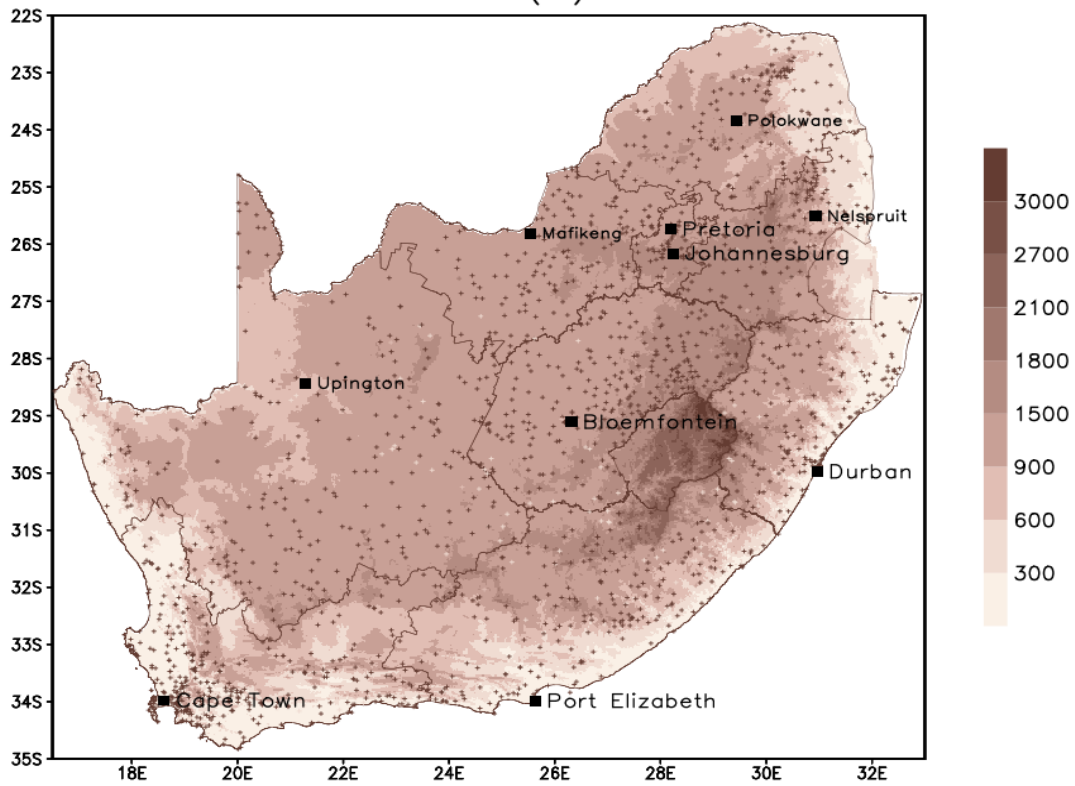 22S
23S
24S
25S
26S
27S
28S
29S
30S
31S
32S
33S
34S
35S
18E
20E
22E
24E
26E
28E
30E
32E
Polokwane
Nelspruit
Mafikeng
Pretoria
Johannesburg
Upington
Bloemfontein
Durban
Cape Town
Port Elizabeth
3000
2700
2100
1800
1500
900
600
300